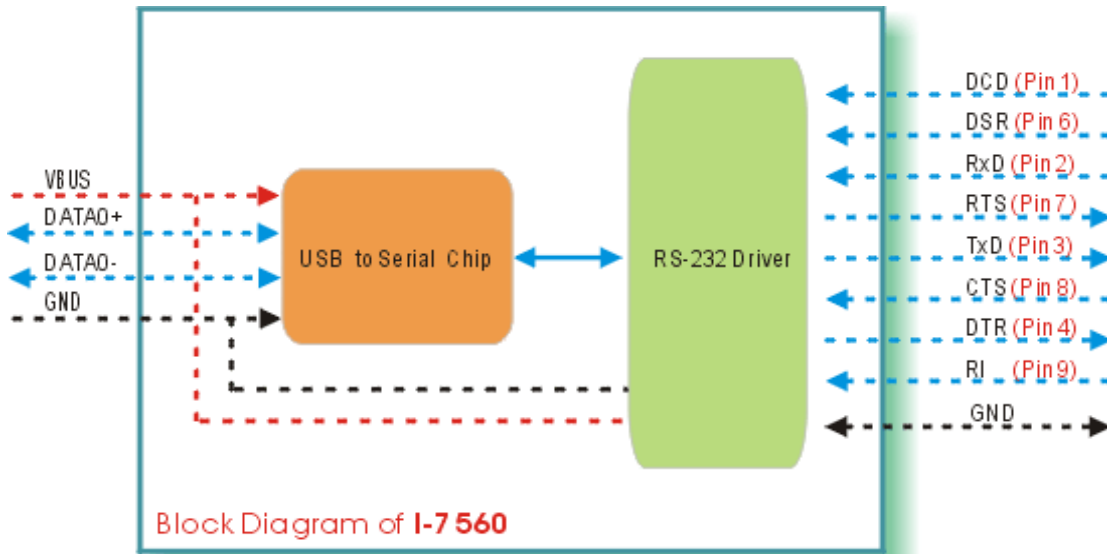 VBUS
DATA0+
DATA0-
GND
USB to Serial Chip
RS-232 Driver
DCD (Pin 1)
DSR (Pin 6)
RxD (Pin 2)
RTS (Pin 7)
TxD (Pin 3)
CTS (Pin 8)
DTR (Pin 4)
RI (Pin 9)
GND
Block Diagram of I-7560